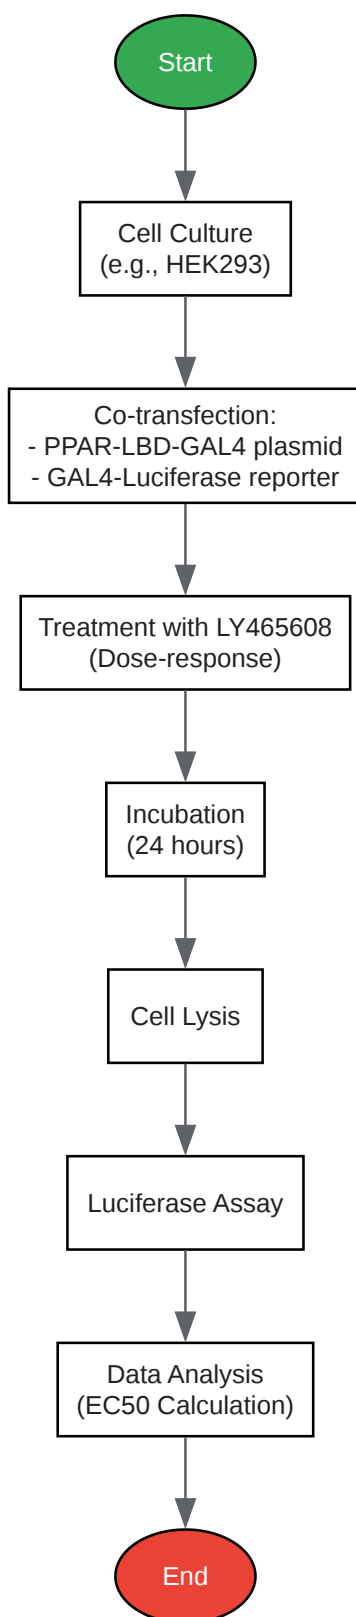 Start
Cell Culture
(e.g., HEK293)
Co-transfection:
- PPAR-LBD-GAL4 plasmid
- GAL4-Luciferase reporter
Treatment with LY465608
(Dose-response)
Incubation
(24 hours)
Cell Lysis
Luciferase Assay
Data Analysis
(EC50 Calculation)
End